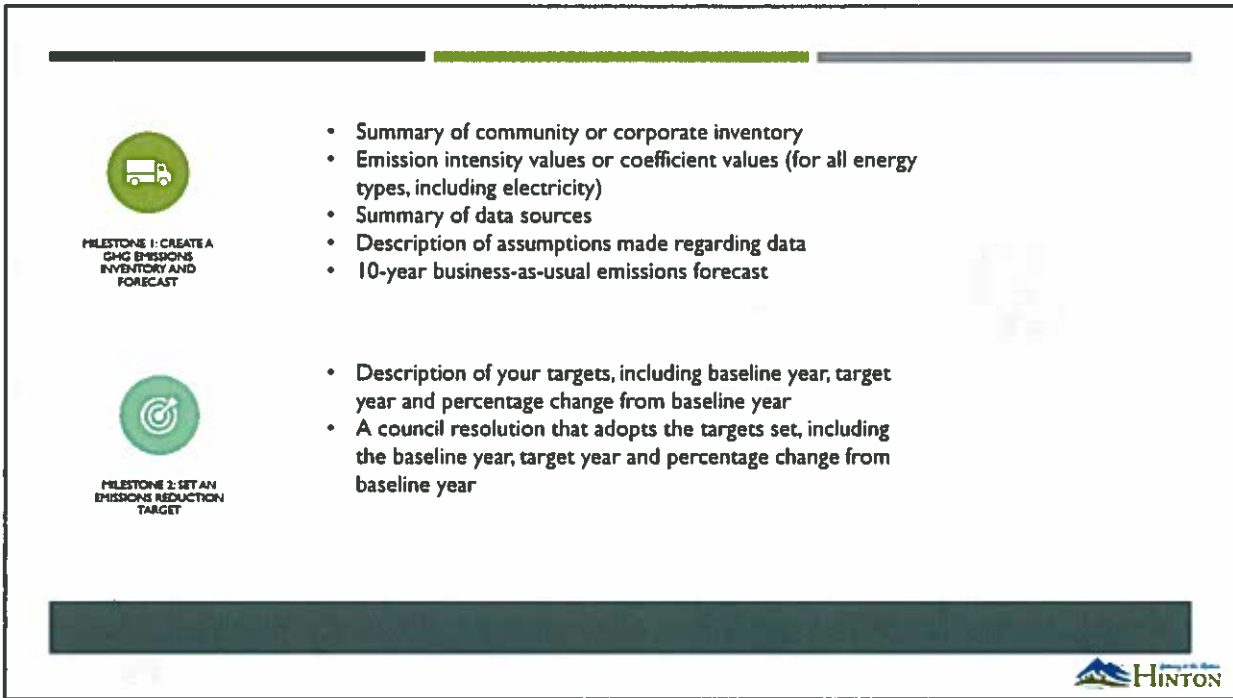 • Summary of community or corporate inventory
• Emission intensity values or coefficient values (for all energy
types, including electricity)
• Summary of data sources
• Description of assumptions made regarding data
• 10-year business-as-usual emissions forecast
MILESTONE 1: CREATE A
GHG EMISSIONS
INVENTORY AND
FORECAST
• Description of your targets, including baseline year, target
year and percentage change from baseline year
• A council resolution that adopts the targets set, including
the baseline year, target year and percentage change from
baseline year
MILESTONE 2: SET AN
EMISSIONS REDUCTION
TARGET
HINTON